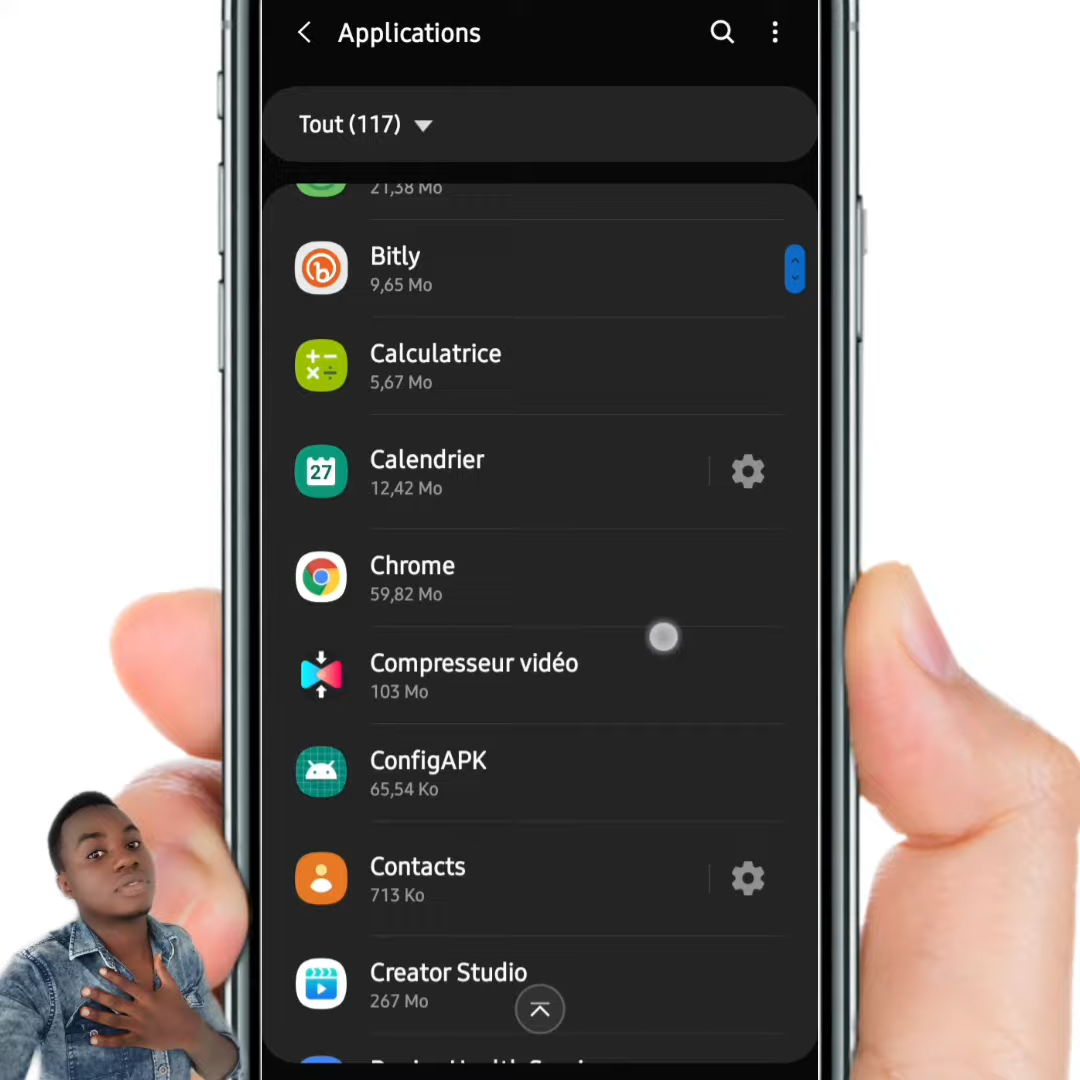 Applications
Tout (117)
21,38 Mo
Bitly
9,65 Mo
Calculatrice
5,67 Mo
27
Calendrier
12,42 Mo
Chrome
59,82 Mo
Compresseur vidéo
103 Mo
ConfigAPK
65,54 Ko
Contacts
713 Ko
Creator Studio
267 Mo